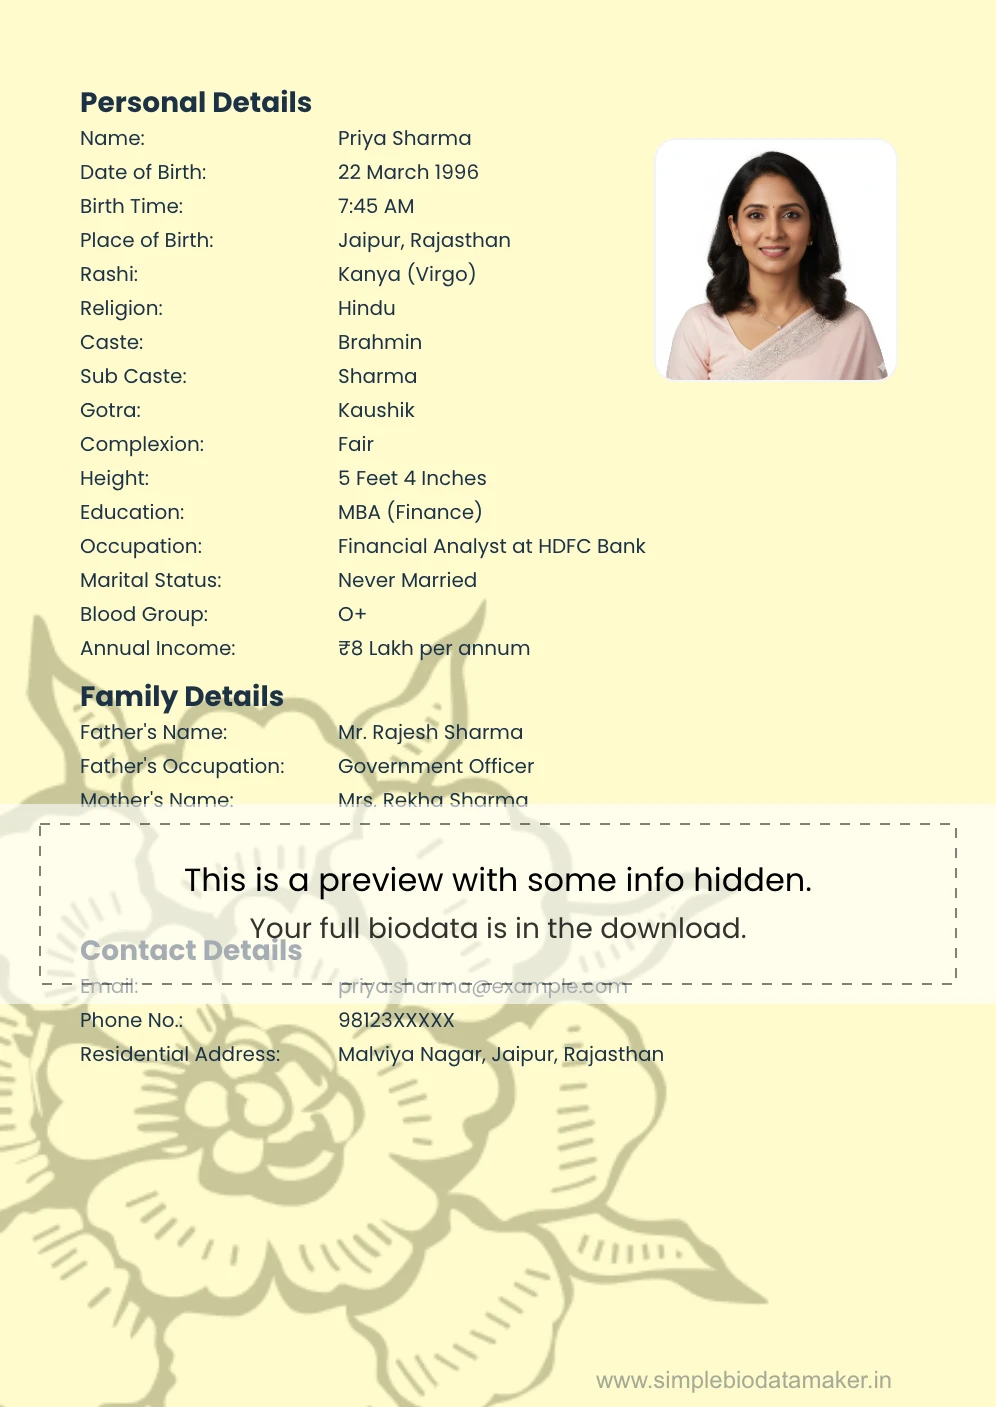 Personal Details
Name: Priya Sharma
Date of Birth: 22 March 1996
Birth Time: 7:45 AM
Place of Birth: Jaipur, Rajasthan
Rashi: Kanya (Virgo)
Religion: Hindu
Caste: Brahmin
Sub Caste: Sharma
Gotra: Kaushik
Complexion: Fair
Height: 5 Feet 4 Inches
Education: MBA (Finance)
Occupation: Financial Analyst at HDFC Bank
Marital Status: Never Married
Blood Group: O+
Annual Income: ₹8 Lakh per annum
Family Details
Father's Name: Mr. Rajesh Sharma
Father's Occupation: Government Officer
Mother's Name: Mrs. Rekha Sharma
This is a preview with some info hidden.
Your full biodata is in the download.
Contact Details
Email: priya.sharma@example.com
Phone No.: 98123XXXXX
Residential Address: Malviya Nagar, Jaipur, Rajasthan
www.simplebiodatamaker.in